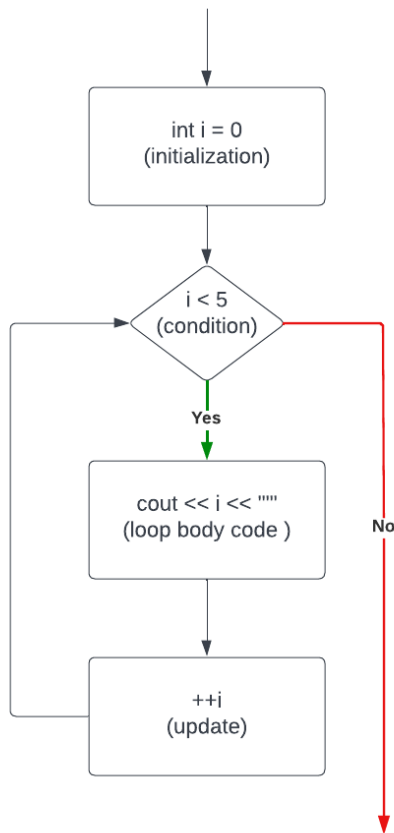 int i = 0
(initialization)
i < 5
(condition)
Yes
cout << i << """
(loop body code )
No
++i
(update)